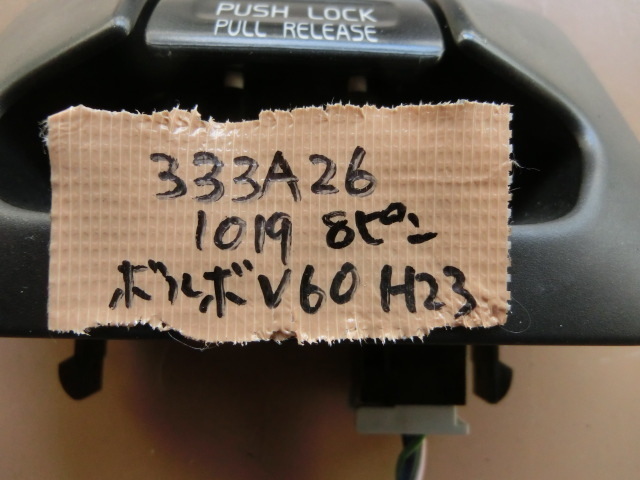 PUSH LOCK
PULL RELEASE
333A26
1019 8ピン
ボルボV60 H23